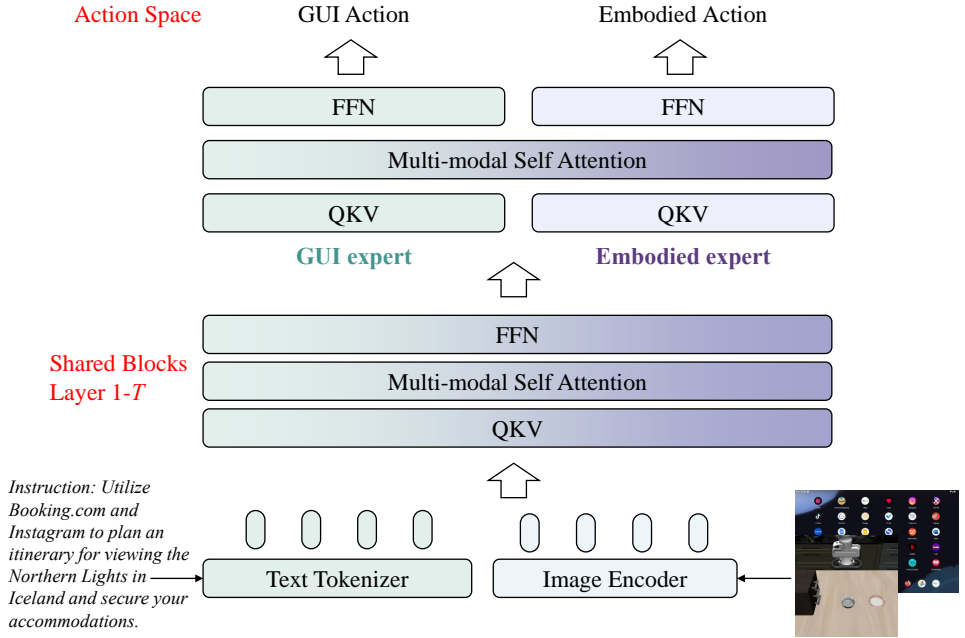 Action Space
GUI Action
Embodied Action
FFN
FFN
Multi-modal Self Attention
QKV
QKV
GUI expert
Embodied expert
FFN
Shared Blocks
Layer 1-T
Multi-modal Self Attention
QKV
Instruction: Utilize
Booking.com and
Instagram to plan an
itinerary for viewing the
Northern Lights in
Iceland and secure your
accommodations.
Text Tokenizer
Image Encoder